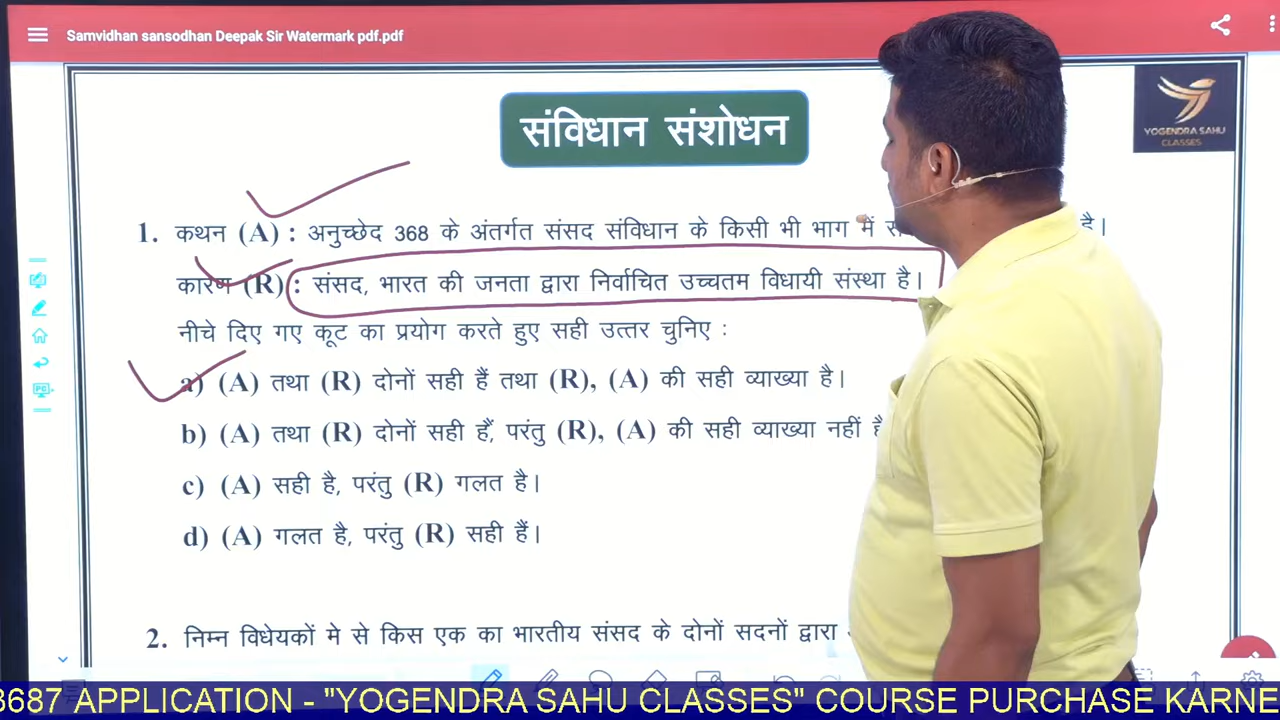 Samvidhan sansodhan Deepak Sir Watermark pdf.pdf
संविधान संशोधन
YOGENDRA SAHU
CLASSES
1. कथन (A) : अनुच्छेद 368 के अंतर्गत संसद संविधान के किसी भी भाग में है।
कारण (R) : संसद, भारत की जनता द्वारा निर्वाचित उच्चतम विधायी संस्था है।
नीचे दिए गए कूट का प्रयोग करते हुए सही उत्तर चुनिए :
a) (A) तथा (R) दोनों सही हैं तथा (R), (A) की सही व्याख्या है।
b) (A) तथा (R) दोनों सही हैं, परंतु (R), (A) की सही व्याख्या नहीं
c) (A) सही है, परंतु (R) गलत है।
d) (A) गलत है, परंतु (R) सही हैं।
2. निम्न विधेयकों मे से किस एक का भारतीय संसद के दोनों सदनों द्वारा
3687 APPLICATION - "YOGENDRA SAHU CLASSES" COURSE PURCHASE KARNE